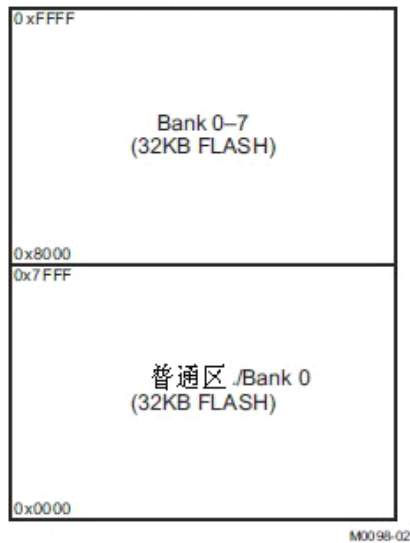 0xFFFF
Bank 0–7
(32KB FLASH)
0x8000
0x7FFF
普通区 ./Bank 0
(32KB FLASH)
0x0000
M0098-02